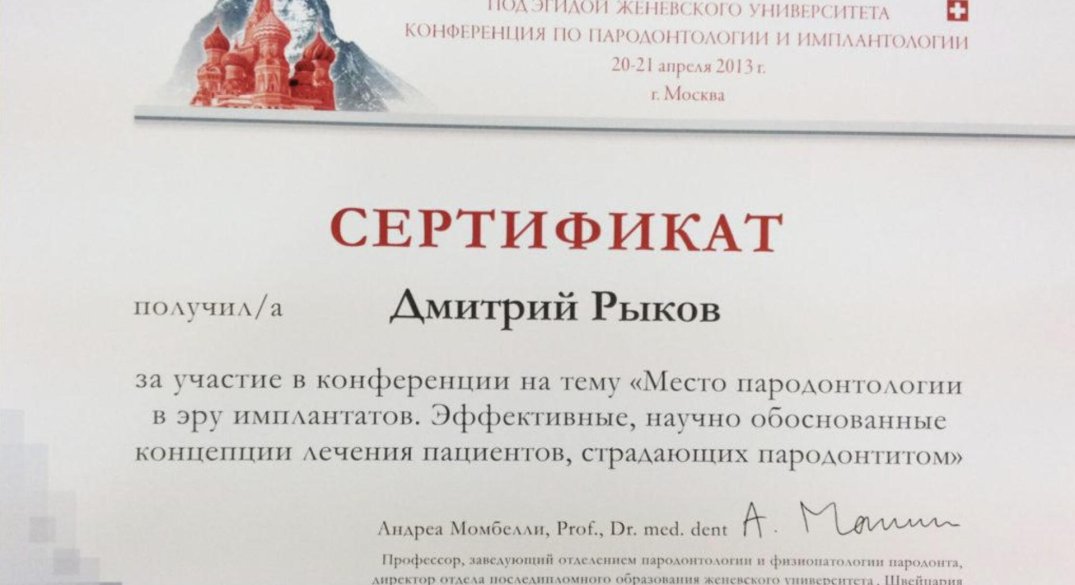 ПОД ЭГИДОЙ ЖЕНЕВСКОГО УНИВЕРСИТЕТА
КОНФЕРЕНЦИЯ ПО ПАРОДОНТОЛОГИИ И ИМПЛАНТОЛОГИИ
20-21 апреля 2013 г.
г. Москва
СЕРТИФИКАТ
получил/а Дмитрий Рыков
за участие в конференции на тему «Место пародонтологии
в эру имплантатов. Эффективные, научно обоснованные
концепции лечения пациентов, страдающих пародонтитом»
Андреа Момбелли, Prof., Dr. med. dent
Профессор, заведующий отделением пародонтологии и физиопатологии пародонта,
директор отдела последипломного образования женевского университета, Швейцария